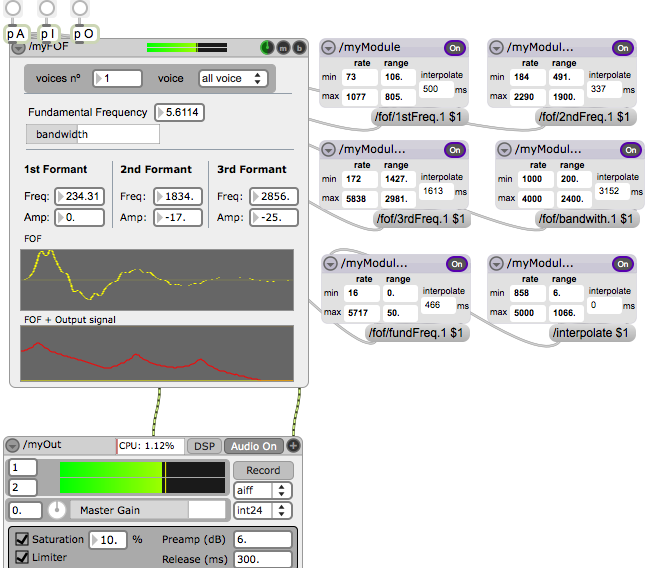 p A p I p O
/myFOF m b
voices nº 1 voice all voice
Fundamental Frequency 5.6114
bandwidth
1st Formant 2nd Formant 3rd Formant
Freq: 234.31 Freq: 1834. Freq: 2856.
Amp: 0. Amp: -17. Amp: -25.
FOF
FOF + Output signal
/myModule On
rate range
min 73 106. interpolate
max 1077 805. 500 ms
/fof/1stFreq.1 $1
/myModul... On
rate range
min 184 491. interpolate
max 2290 1900. 337 ms
/fof/2ndFreq.1 $1
/myModul... On
rate range
min 172 1427. interpolate
max 5838 2981. 1613 ms
/fof/3rdFreq.1 $1
/myModul... On
rate range
min 1000 200. interpolate
max 4000 2400. 3152 ms
/fof/bandwith.1 $1
/myModul... On
rate range
min 16 0. interpolate
max 5717 50. 466 ms
/fof/fundFreq.1 $1
/myModul... On
rate range
min 858 6. interpolate
max 5000 1066. 0 ms
/interpolate $1
/myOut CPU: 1.12% DSP Audio On +
1 Record
2 aiff
0. Master Gain int24
Saturation 10. % Preamp (dB) 6.
Limiter Release (ms) 300.